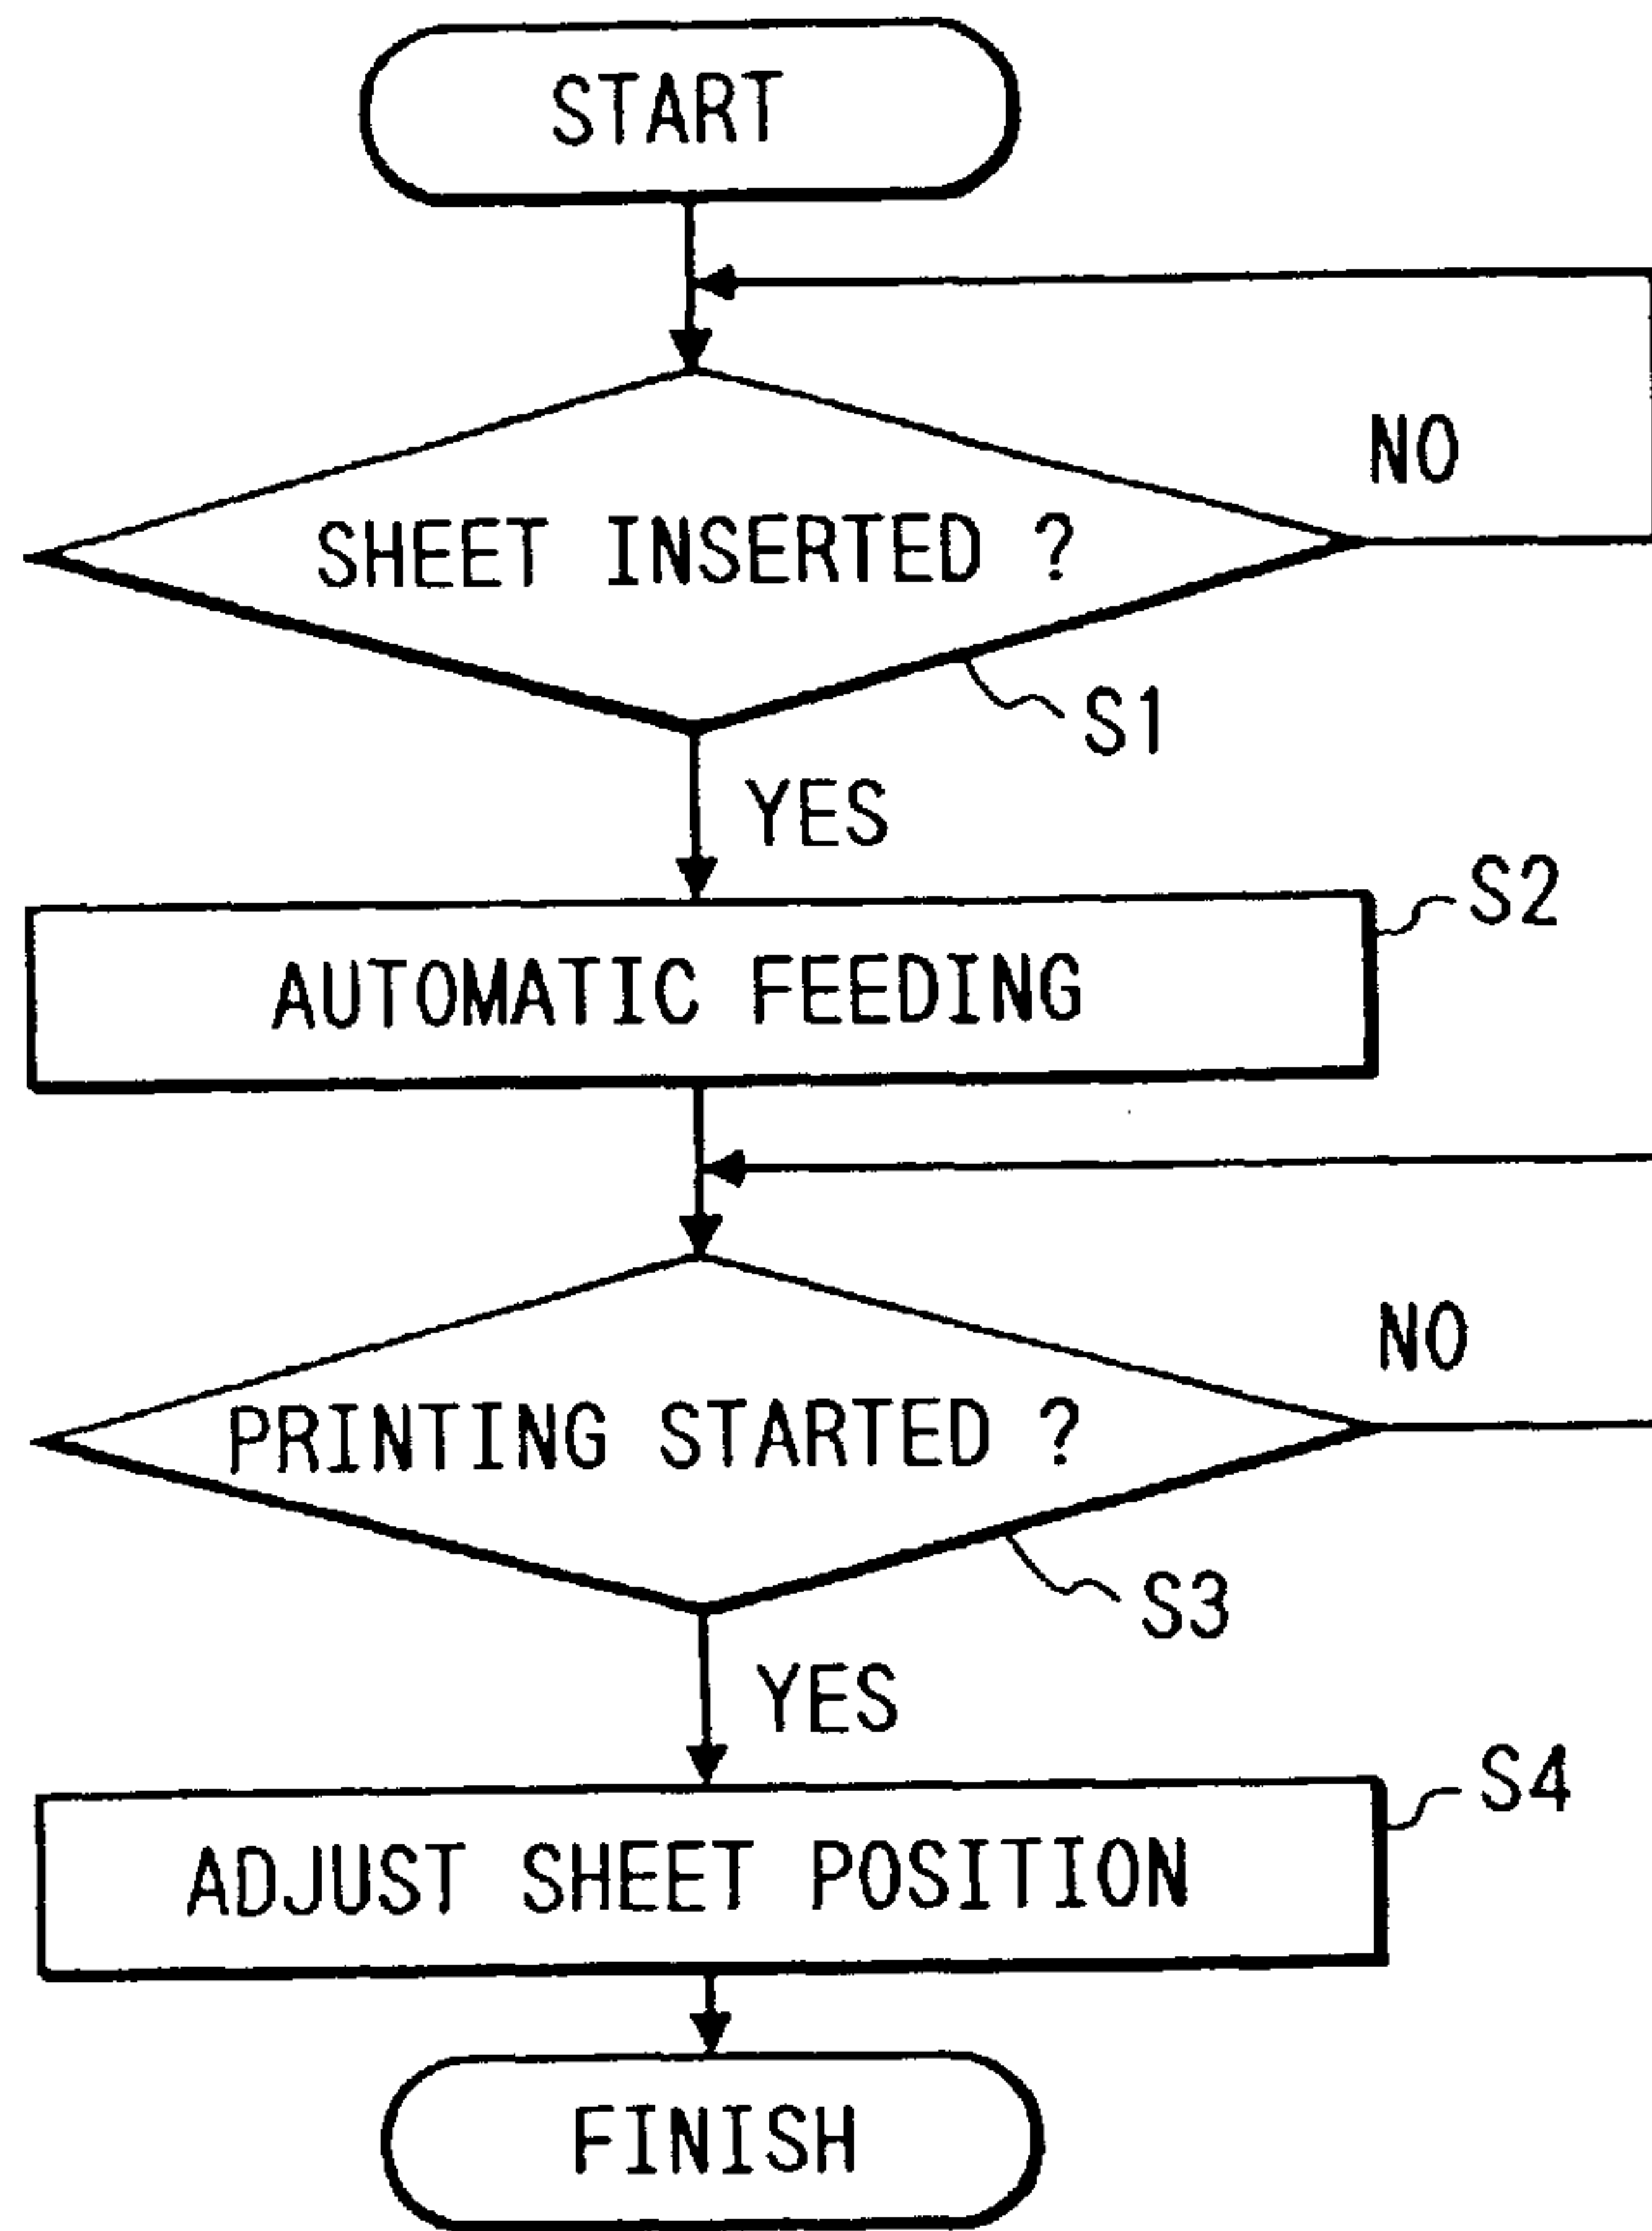 START
NO
SHEET INSERTED ?
S1
YES
S2
AUTOMATIC FEEDING
NO
PRINTING STARTED ?
S3
YES
S4
ADJUST SHEET POSITION
FINISH